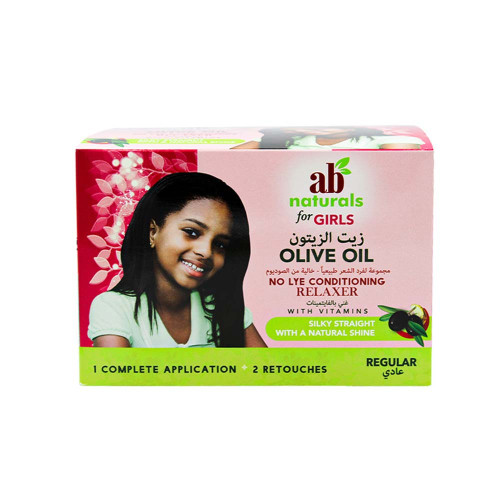 ab
naturals
for GIRLS
زيت الزيتون
OLIVE OIL
مجموعة لفرد الشعر طبيعياً - خالية من الصوديوم
NO LYE CONDITIONING
RELAXER
غني بالفايتمينات
WITH VITAMINS
SILKY STRAIGHT
WITH A NATURAL SHINE
1 COMPLETE APPLICATION + 2 RETOUCHES
REGULAR
عادي